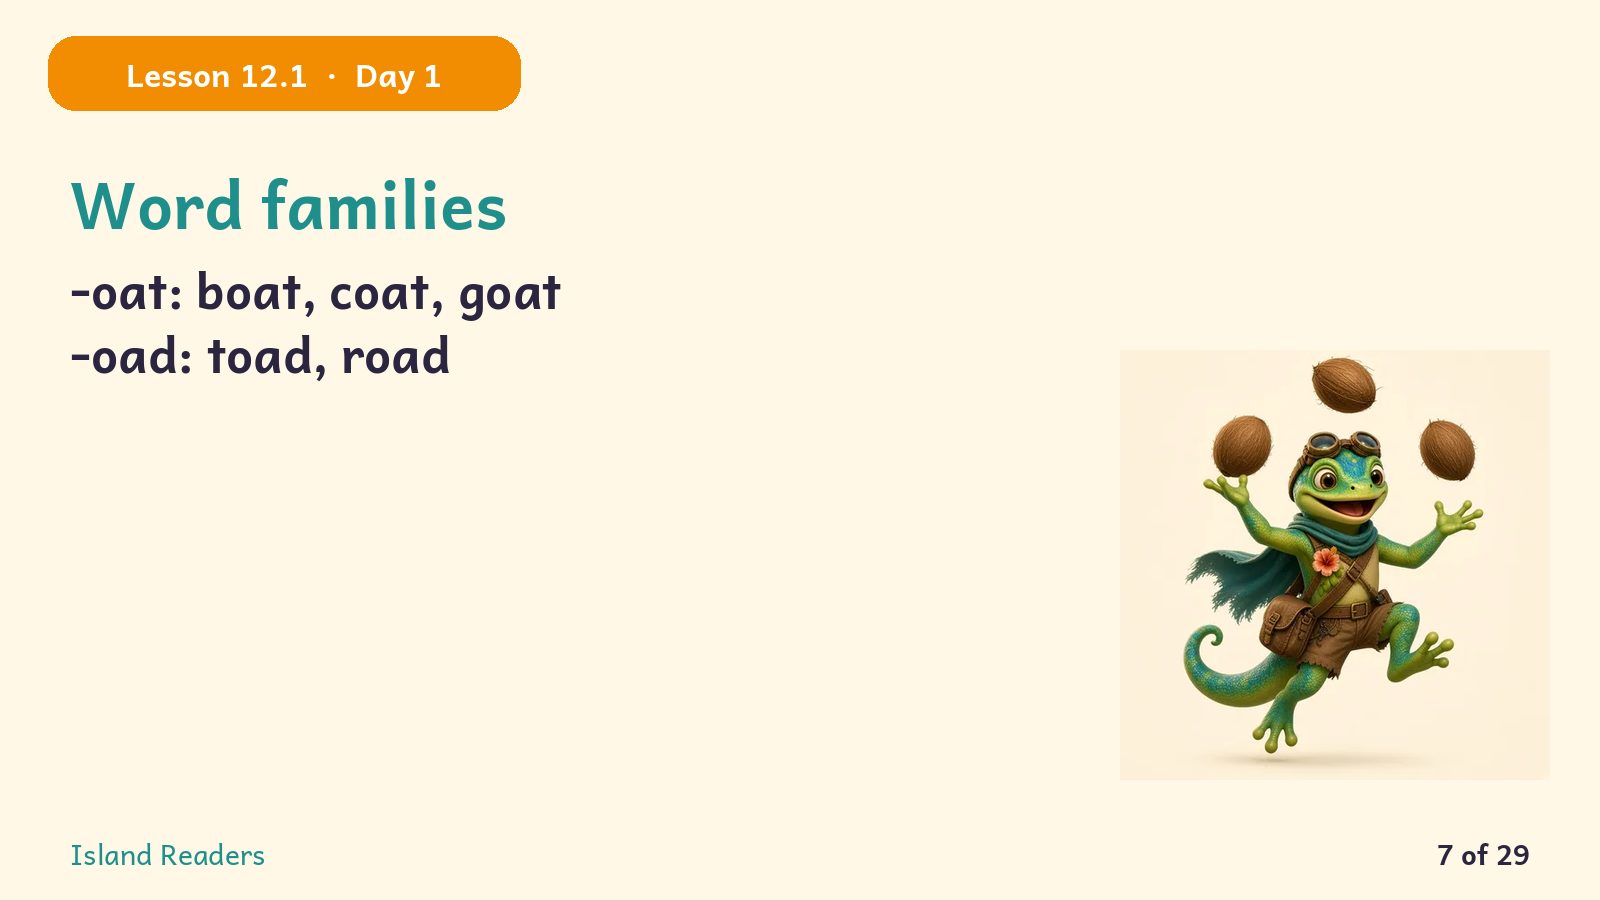 Lesson 12.1 · Day 1
Word families
-oat: boat, coat, goat
-oad: toad, road
Island Readers
7 of 29